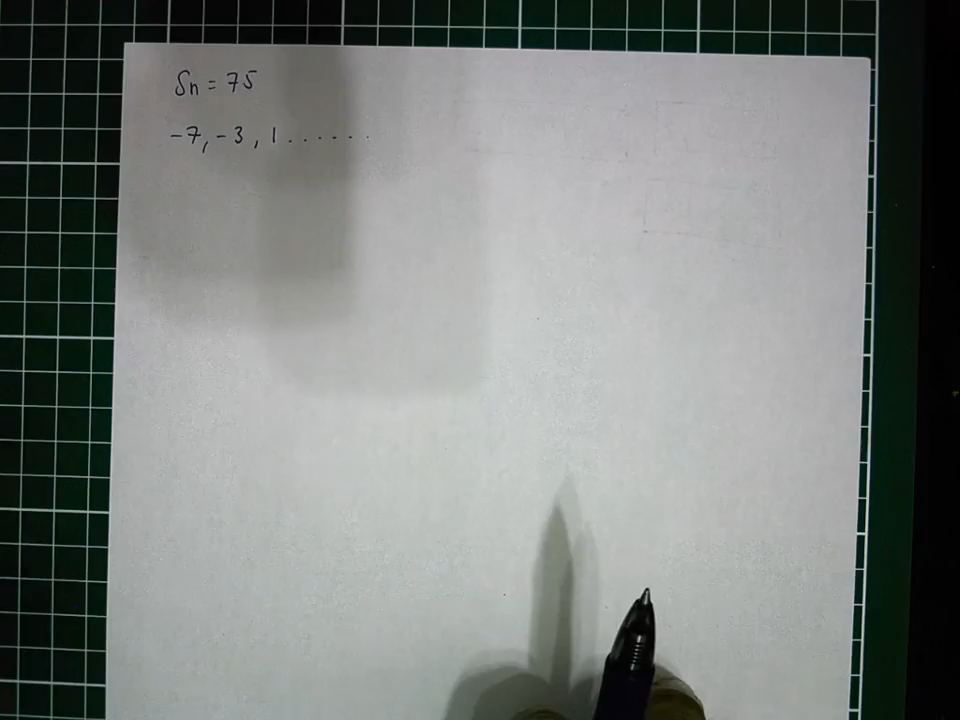 Sn = 75
-7, -3, 1......